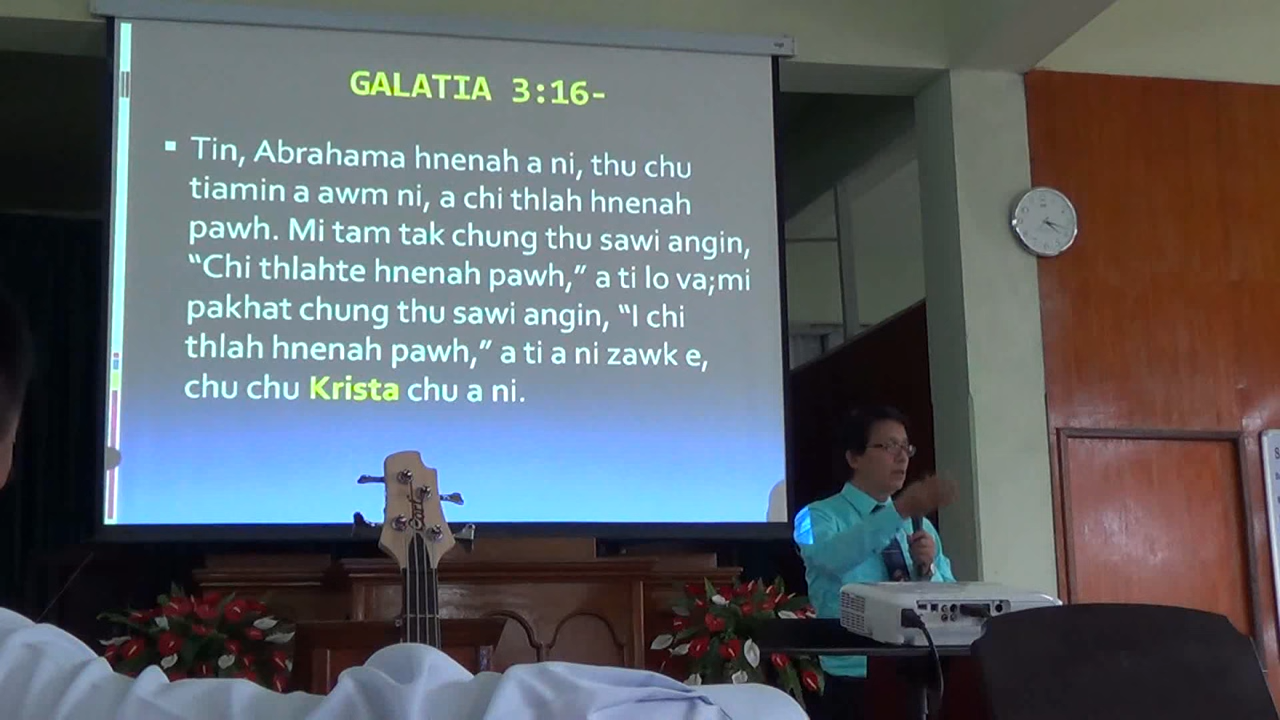 GALATIA 3:16-
▪ Tin, Abrahama hnenah a ni, thu chu
tiamin a awm ni, a chi thlah hnenah
pawh. Mi tam tak chung thu sawi angin,
“Chi thlahte hnenah pawh,” a ti lo va;mi
pakhat chung thu sawi angin, “I chi
thlah hnenah pawh,” a ti a ni zawk e,
chu chu Krista chu a ni.
Cort